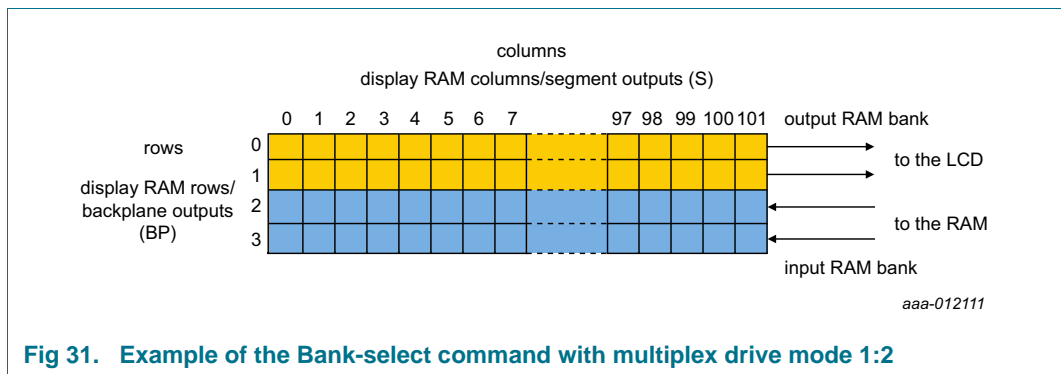 columns
display RAM columns/segment outputs (S)
0 1 2 3 4 5 6 7 97 98 99 100 101 output RAM bank
rows 0 to the LCD
1
display RAM rows/
backplane outputs 2
(BP) to the RAM
3
input RAM bank
aaa-012111
Fig 31. Example of the Bank-select command with multiplex drive mode 1:2